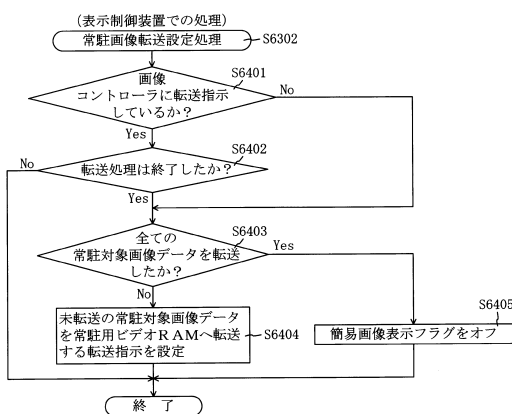 (表示制御装置での処理)
常駐画像転送設定処理
S6302
画像
コントローラに転送指示
しているか?
S6401
No
Yes
S6402
No
転送処理は終了したか?
Yes
全ての
常駐対象画像データを転送
したか?
S6403
Yes
No
未転送の常駐対象画像データ
を常駐用ビデオRAMへ転送
する転送指示を設定
S6404
S6405
簡易画像表示フラグをオフ
終了